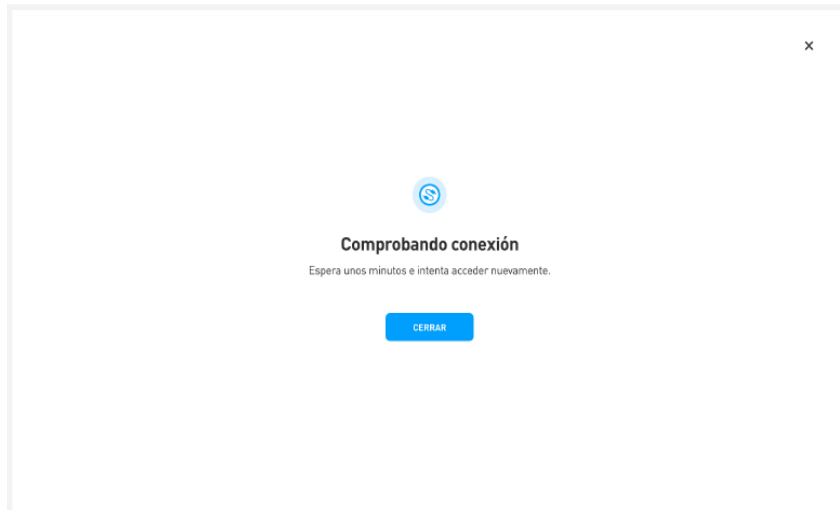 Comprobando conexión
Espera unos minutos e intenta acceder nuevamente.
CERRAR